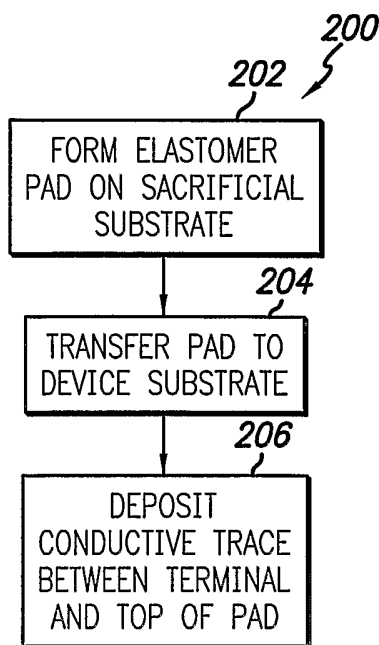 200
202
FORM ELASTOMER
PAD ON SACRIFICIAL
SUBSTRATE
204
TRANSFER PAD TO
DEVICE SUBSTRATE
206
DEPOSIT
CONDUCTIVE TRACE
BETWEEN TERMINAL
AND TOP OF PAD